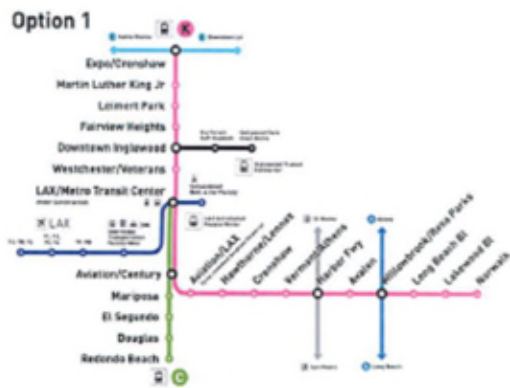 Option 1
K
Expo/Crenshaw
Martin Luther King Jr
Leimert Park
Fairview Heights
Downtown Inglewood
Westchester/Veterans
LAX/Metro Transit Center
LAX
Aviation/Century
Mariposa
El Segundo
Douglas
Redondo Beach
C
Aviation/LAX
Hawthorne/Lennox
Crenshaw
Vermont/Athens
Harbor Fwy
Avalon
Willowbrook/Rosa Parks
Long Beach Bl
Lakewood Bl
Norwalk
Long Beach